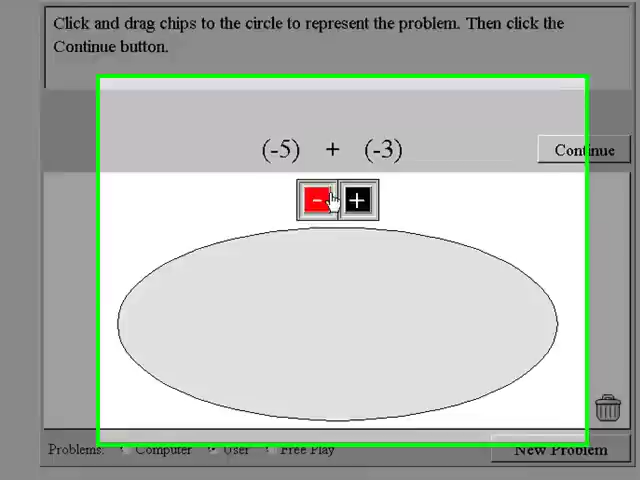 Click and drag chips to the circle to represent the problem. Then click the
Continue button.
(-5) + (-3)
Continue
- +
Problems: Computer User Free Play
New Problem